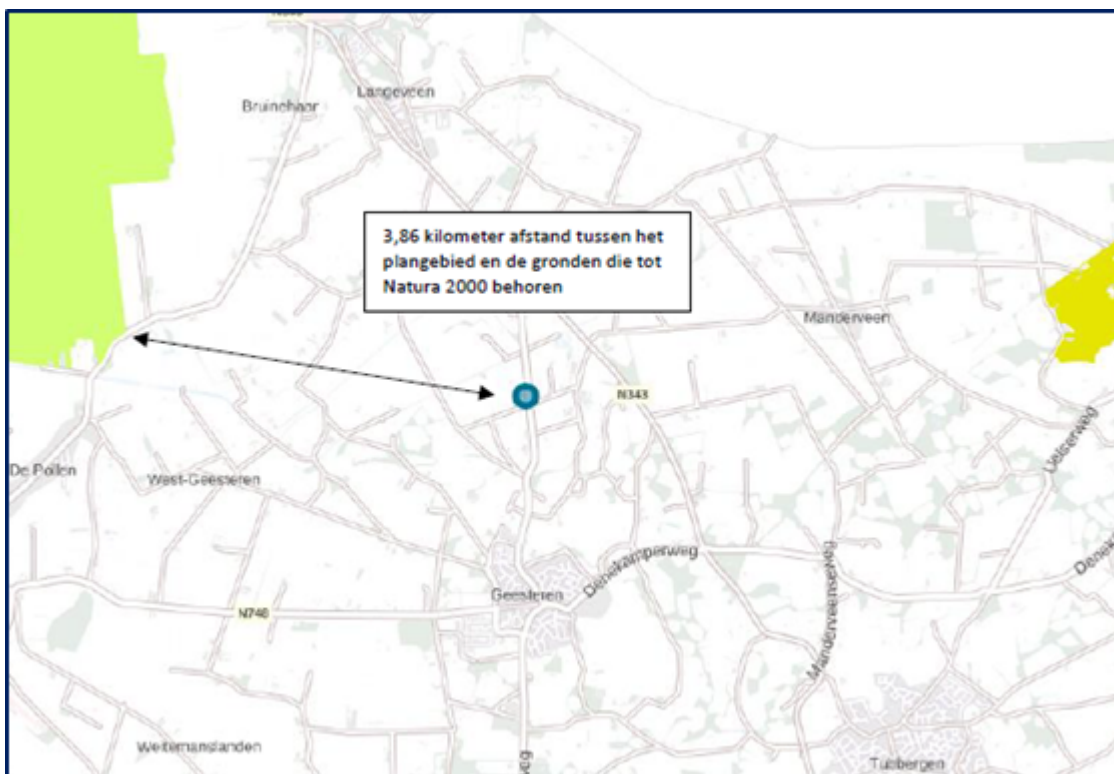 Bruinehaar
Langeveen
3,86 kilometer afstand tussen het
plangebied en de gronden die tot
Natura 2000 behoren
Manderveen
N343
De Pollen
West-Geesteren
Uelserweg
Denekamperweg
Geesteren
N748
Manderveenseweg
Weitemanslanden
Tubbergen